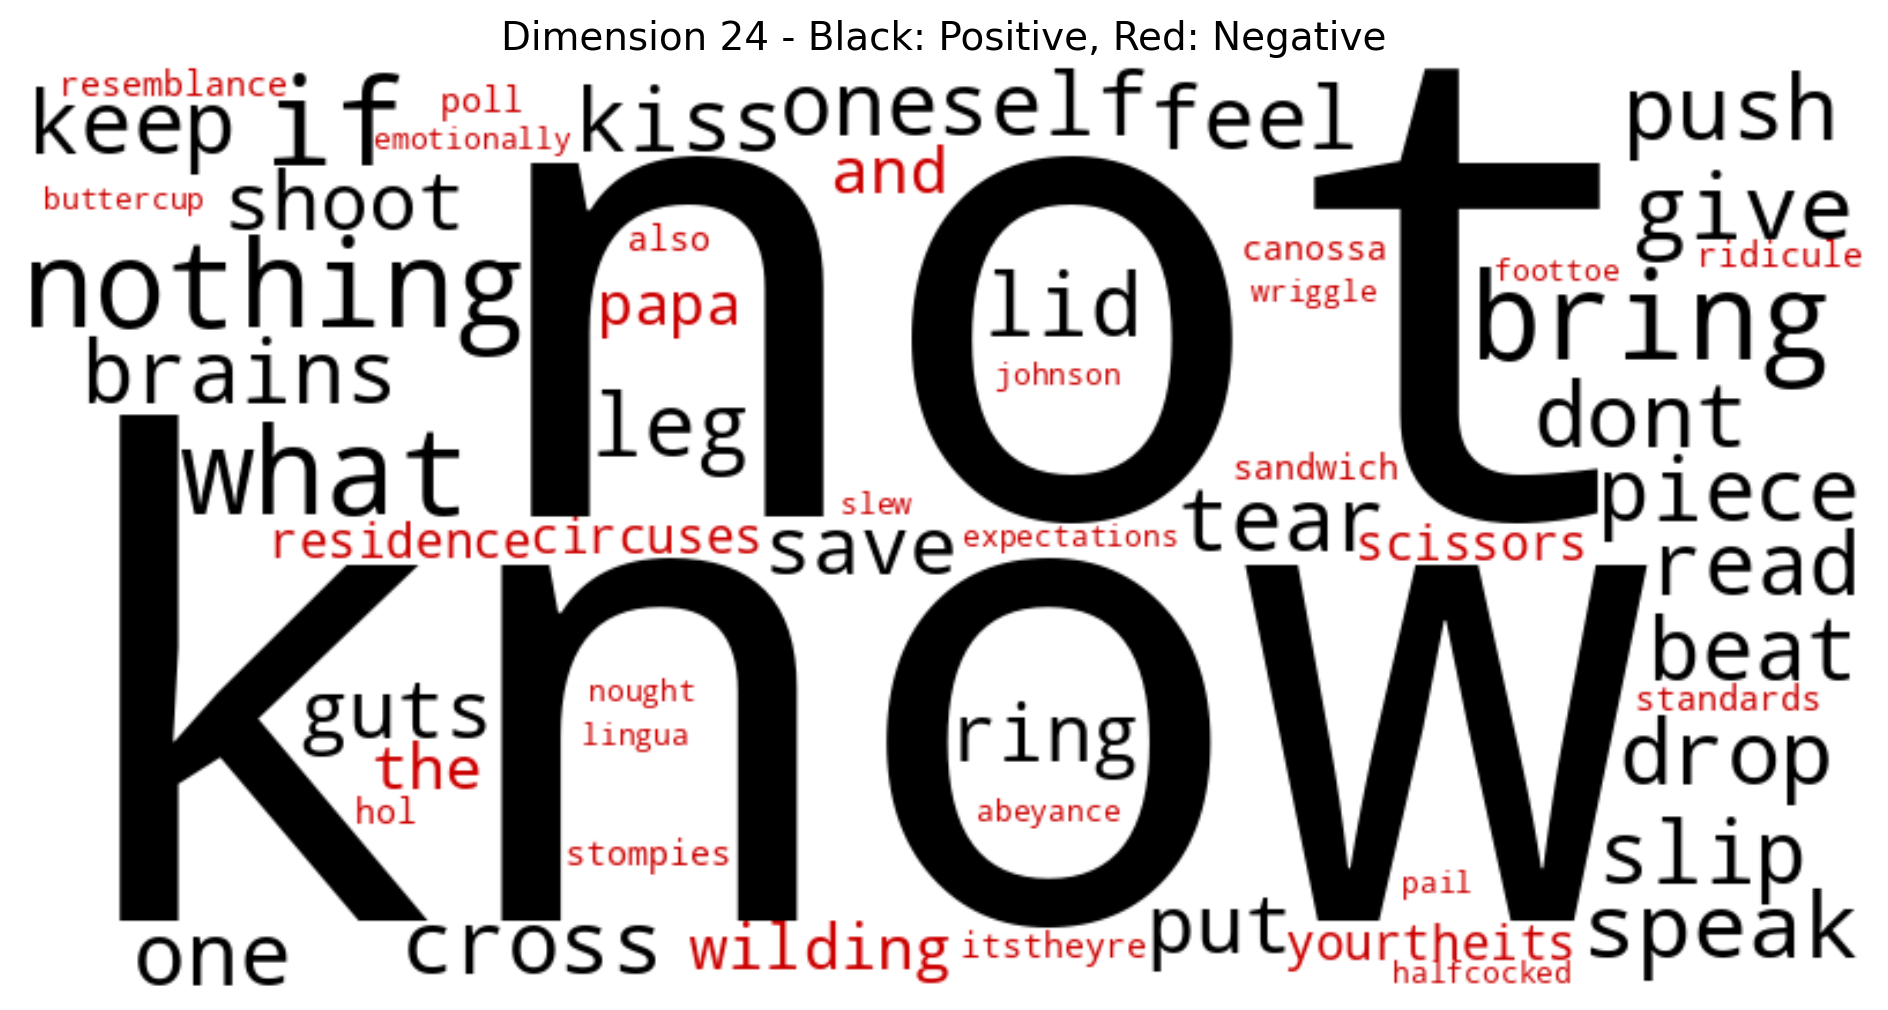 Dimension 24 - Black: Positive, Red: Negative
resemblance
keep
if
poll
emotionally
kiss
oneself
feel
push
and
buttercup
shoot
not
give
nothing
also
papa
lid
johnson
canossa
wriggle
foottoe
ridicule
bring
brains
leg
dont
what
sandwich
piece
slew
tear
residence
circuses
save
expectations
scissors
read
know
beat
guts
nought
lingua
ring
standards
the
hol
drop
abeyance
stompies
slip
pail
one
cross
wilding
itstheyre
put
yourtheits
halfcocked
speak